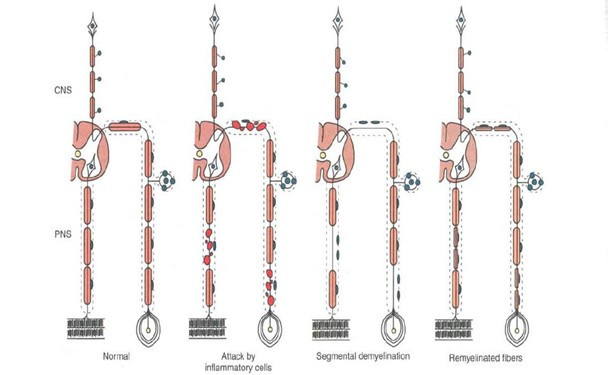 CNS
PNS
Normal
Attack by
inflammatory cells
Segmental demyelination
Remyelinated fibers